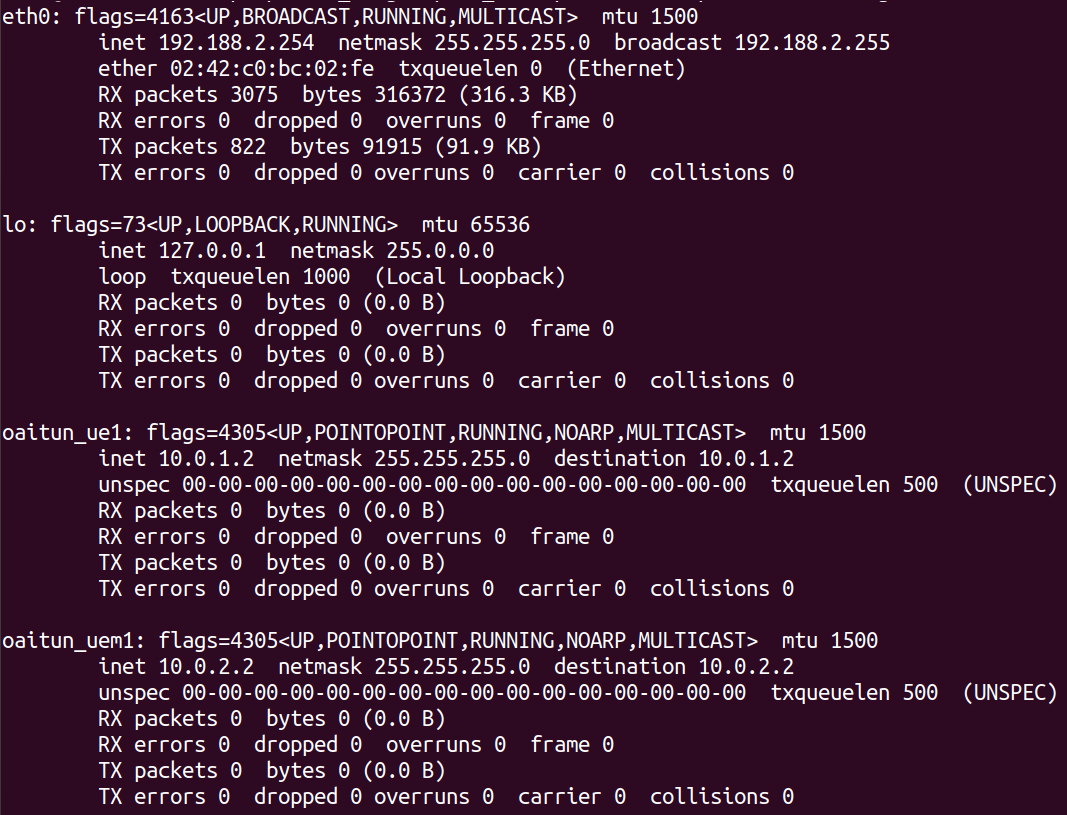 eth0: flags=4163<UP,BROADCAST,RUNNING,MULTICAST>  mtu 1500
        inet 192.188.2.254  netmask 255.255.255.0  broadcast 192.188.2.255
        ether 02:42:c0:bc:02:fe  txqueuelen 0  (Ethernet)
        RX packets 3075  bytes 316372 (316.3 KB)
        RX errors 0  dropped 0  overruns 0  frame 0
        TX packets 822  bytes 91915 (91.9 KB)
        TX errors 0  dropped 0 overruns 0  carrier 0  collisions 0

lo: flags=73<UP,LOOPBACK,RUNNING>  mtu 65536
        inet 127.0.0.1  netmask 255.0.0.0
        loop  txqueuelen 1000  (Local Loopback)
        RX packets 0  bytes 0 (0.0 B)
        RX errors 0  dropped 0  overruns 0  frame 0
        TX packets 0  bytes 0 (0.0 B)
        TX errors 0  dropped 0 overruns 0  carrier 0  collisions 0

oaitun_ue1: flags=4305<UP,POINTOPOINT,RUNNING,NOARP,MULTICAST>  mtu 1500
        inet 10.0.1.2  netmask 255.255.255.0  destination 10.0.1.2
        unspec 00-00-00-00-00-00-00-00-00-00-00-00-00-00-00-00  txqueuelen 500  (UNSPEC)
        RX packets 0  bytes 0 (0.0 B)
        RX errors 0  dropped 0  overruns 0  frame 0
        TX packets 0  bytes 0 (0.0 B)
        TX errors 0  dropped 0 overruns 0  carrier 0  collisions 0

oaitun_uem1: flags=4305<UP,POINTOPOINT,RUNNING,NOARP,MULTICAST>  mtu 1500
        inet 10.0.2.2  netmask 255.255.255.0  destination 10.0.2.2
        unspec 00-00-00-00-00-00-00-00-00-00-00-00-00-00-00-00  txqueuelen 500  (UNSPEC)
        RX packets 0  bytes 0 (0.0 B)
        RX errors 0  dropped 0  overruns 0  frame 0
        TX packets 0  bytes 0 (0.0 B)
        TX errors 0  dropped 0 overruns 0  carrier 0  collisions 0